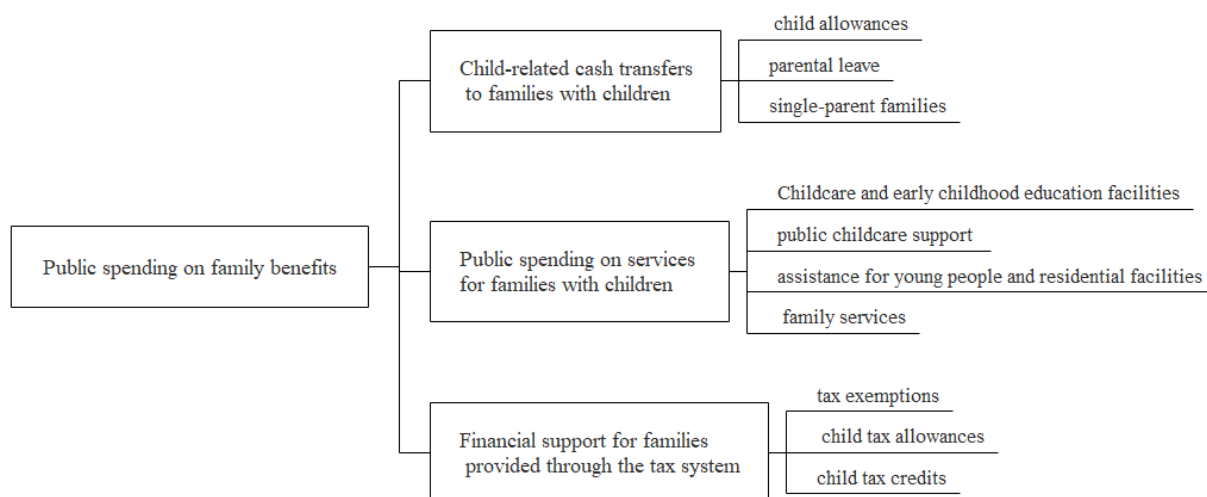 Public spending on family benefits
Child-related cash transfers
to families with children
child allowances
parental leave
single-parent families
Public spending on services
for families with children
Childcare and early childhood education facilities
public childcare support
assistance for young people and residential facilities
family services
Financial support for families
provided through the tax system
tax exemptions
child tax allowances
child tax credits